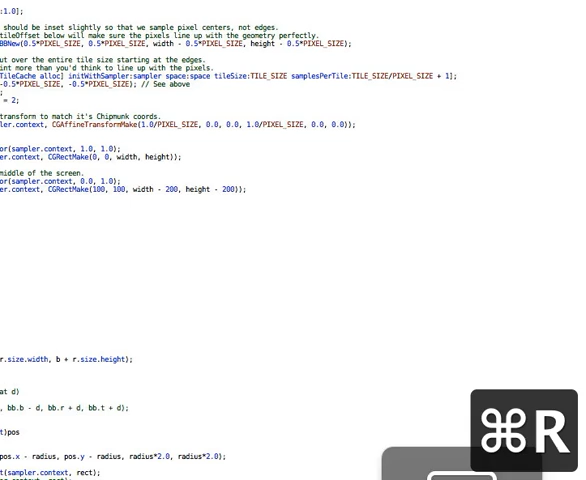 :1.0];
should be inset slightly so that we sample pixel centers, not edges.
tileOffset below will make sure the pixels line up with the geometry perfectly.
BBNew(0.5*PIXEL_SIZE, 0.5*PIXEL_SIZE, width - 0.5*PIXEL_SIZE, height - 0.5*PIXEL_SIZE);
out over the entire tile size starting at the edges.
int more than you'd think to line up with the pixels.
TileCache alloc] initWithSampler:sampler space:space tileSize:TILE_SIZE samplesPerTile:TILE_SIZE/PIXEL_SIZE + 1];
-0.5*PIXEL_SIZE, -0.5*PIXEL_SIZE); // See above
;
= 2;
transform to match it's Chipmunk coords.
ler.context, CGAffineTransformMake(1.0/PIXEL_SIZE, 0.0, 0.0, 1.0/PIXEL_SIZE, 0.0, 0.0));
or(sampler.context, 1.0, 1.0);
er.context, CGRectMake(0, 0, width, height));
middle of the screen.
or(sampler.context, 0.0, 1.0);
er.context, CGRectMake(100, 100, width - 200, height - 200));
r.size.width, b + r.size.height);
at d)
, bb.b - d, bb.r + d, bb.t + d);
t)pos
pos.x - radius, pos.y - radius, radius*2.0, radius*2.0);
t(sampler.context, rect);
⌘R